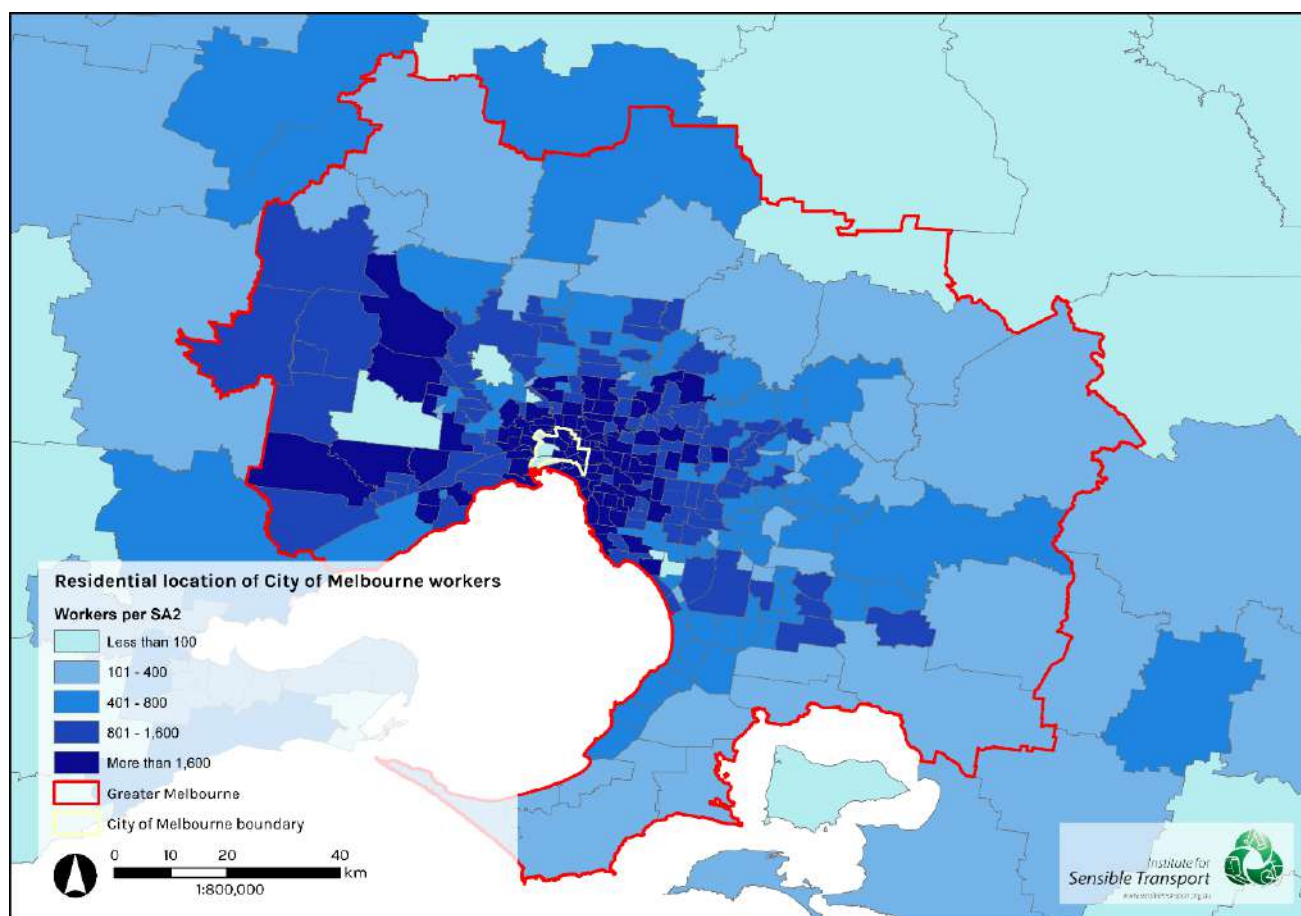 Residential location of City of Melbourne workers
Workers per SA2
Less than 100
101 - 400
401 - 800
801 - 1,600
More than 1,600
Greater Melbourne
City of Melbourne boundary
0 10 20 40
km
1:800,000
Institute for
Sensible Transport